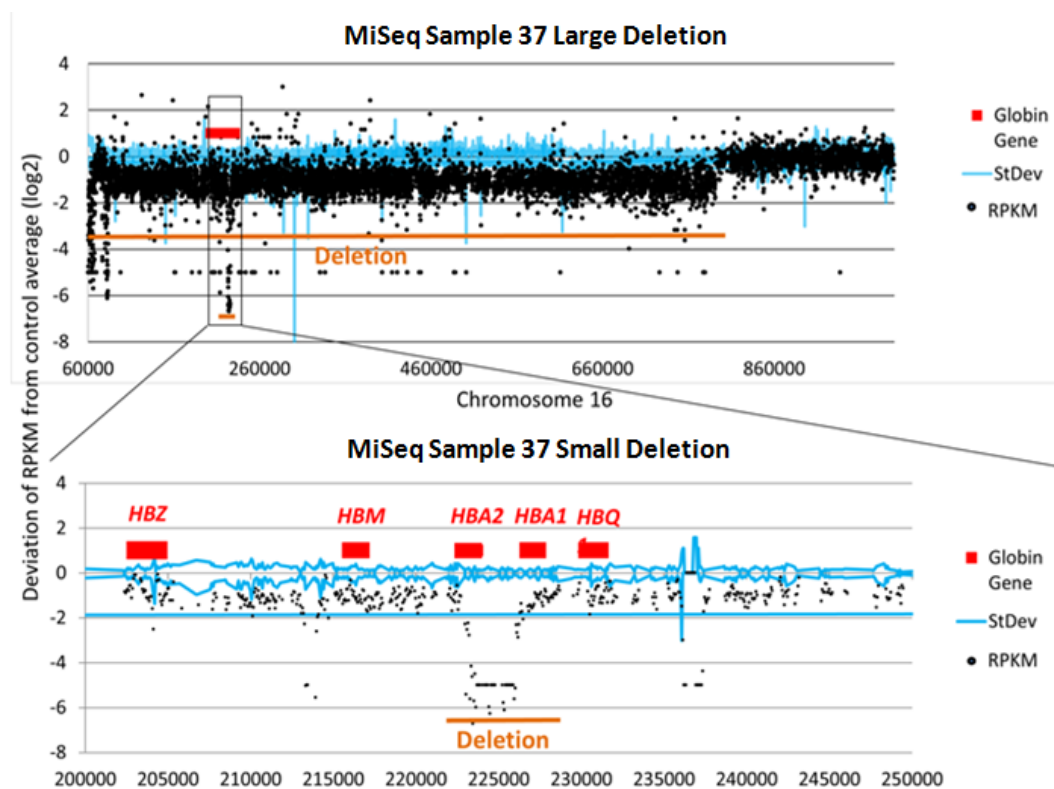 MiSeq Sample 37 Large Deletion
Deviation of RPKM from control average (log2)
4
2
0
-2
-4
-6
-8
Deletion
60000 260000 460000 660000 860000
Chromosome 16
Globin
Gene
StDev
RPKM
MiSeq Sample 37 Small Deletion
4
2
0
-2
-4
-6
-8
HBZ HBM HBA2 HBA1 HBQ
Deletion
200000 205000 210000 215000 220000 225000 230000 235000 240000 245000 250000
Globin
Gene
StDev
RPKM